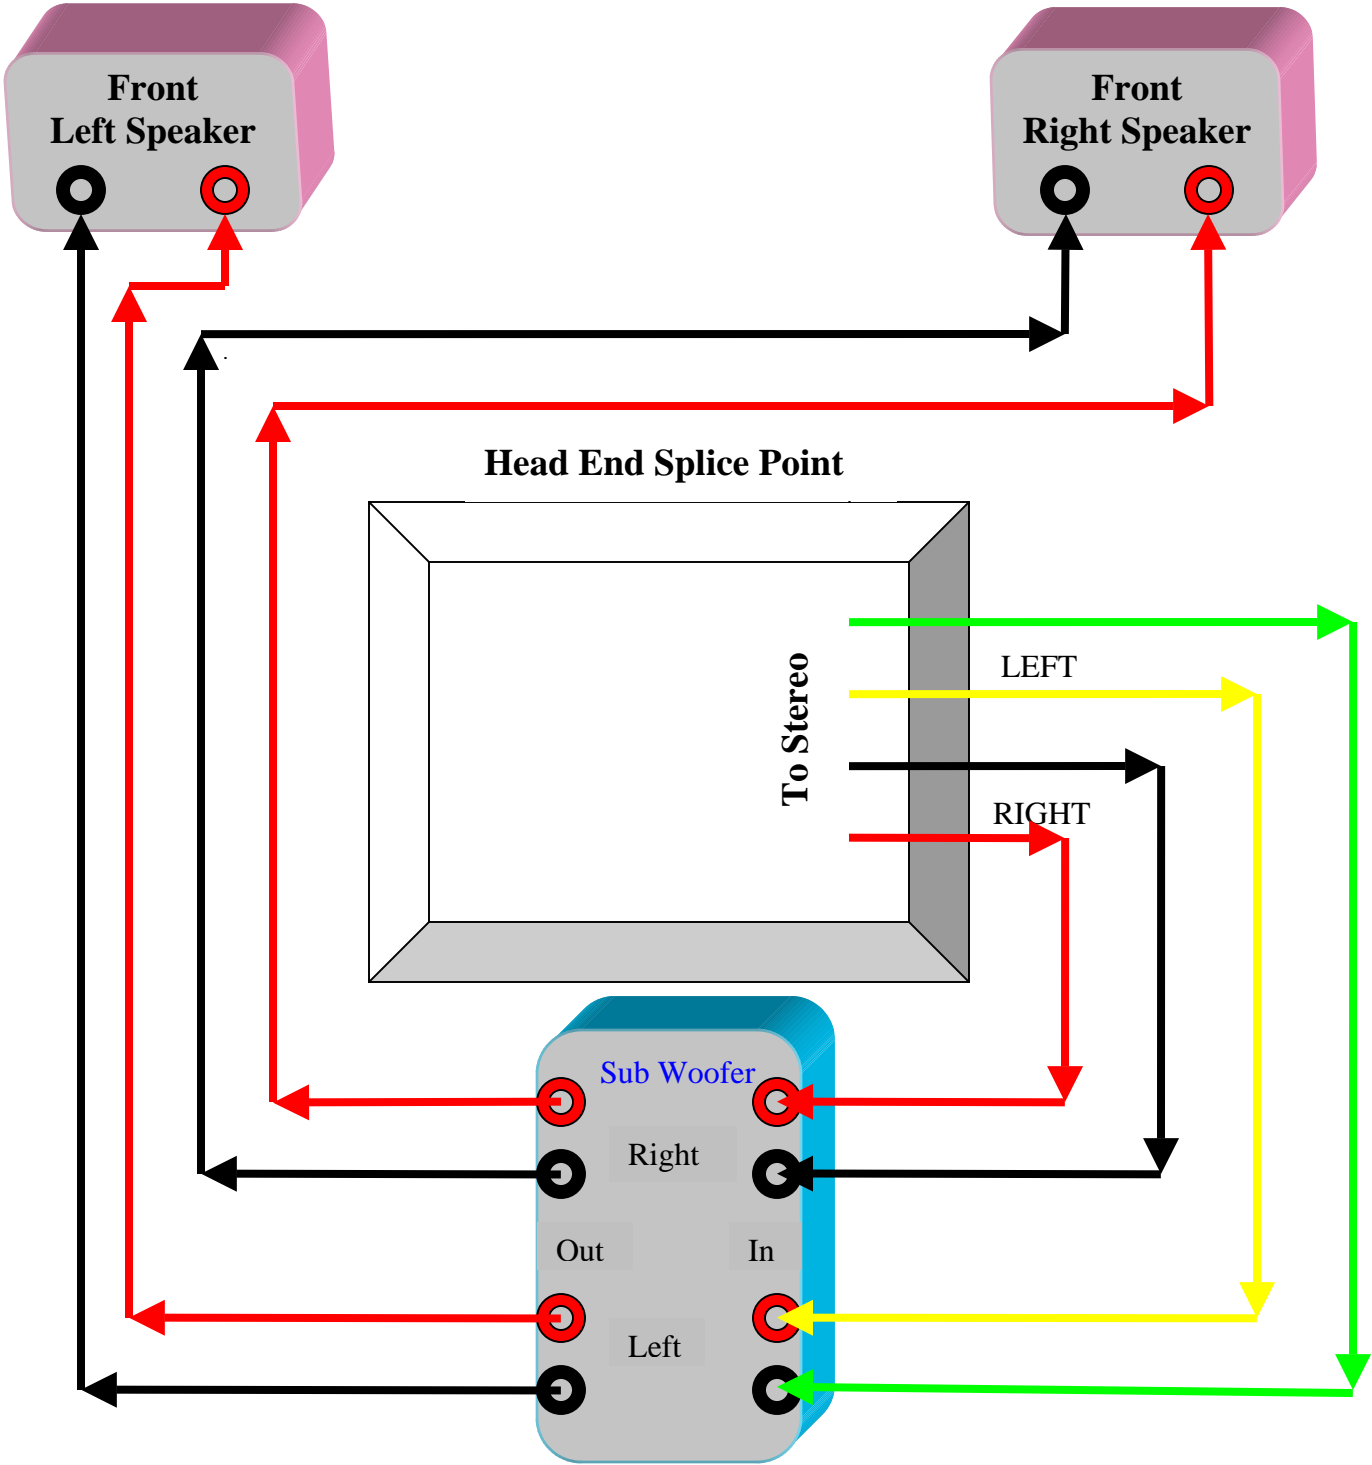 Front
Left Speaker
Front
Right Speaker
Head End Splice Point
To Stereo
LEFT
RIGHT
Sub Woofer
Right
Out
In
Left